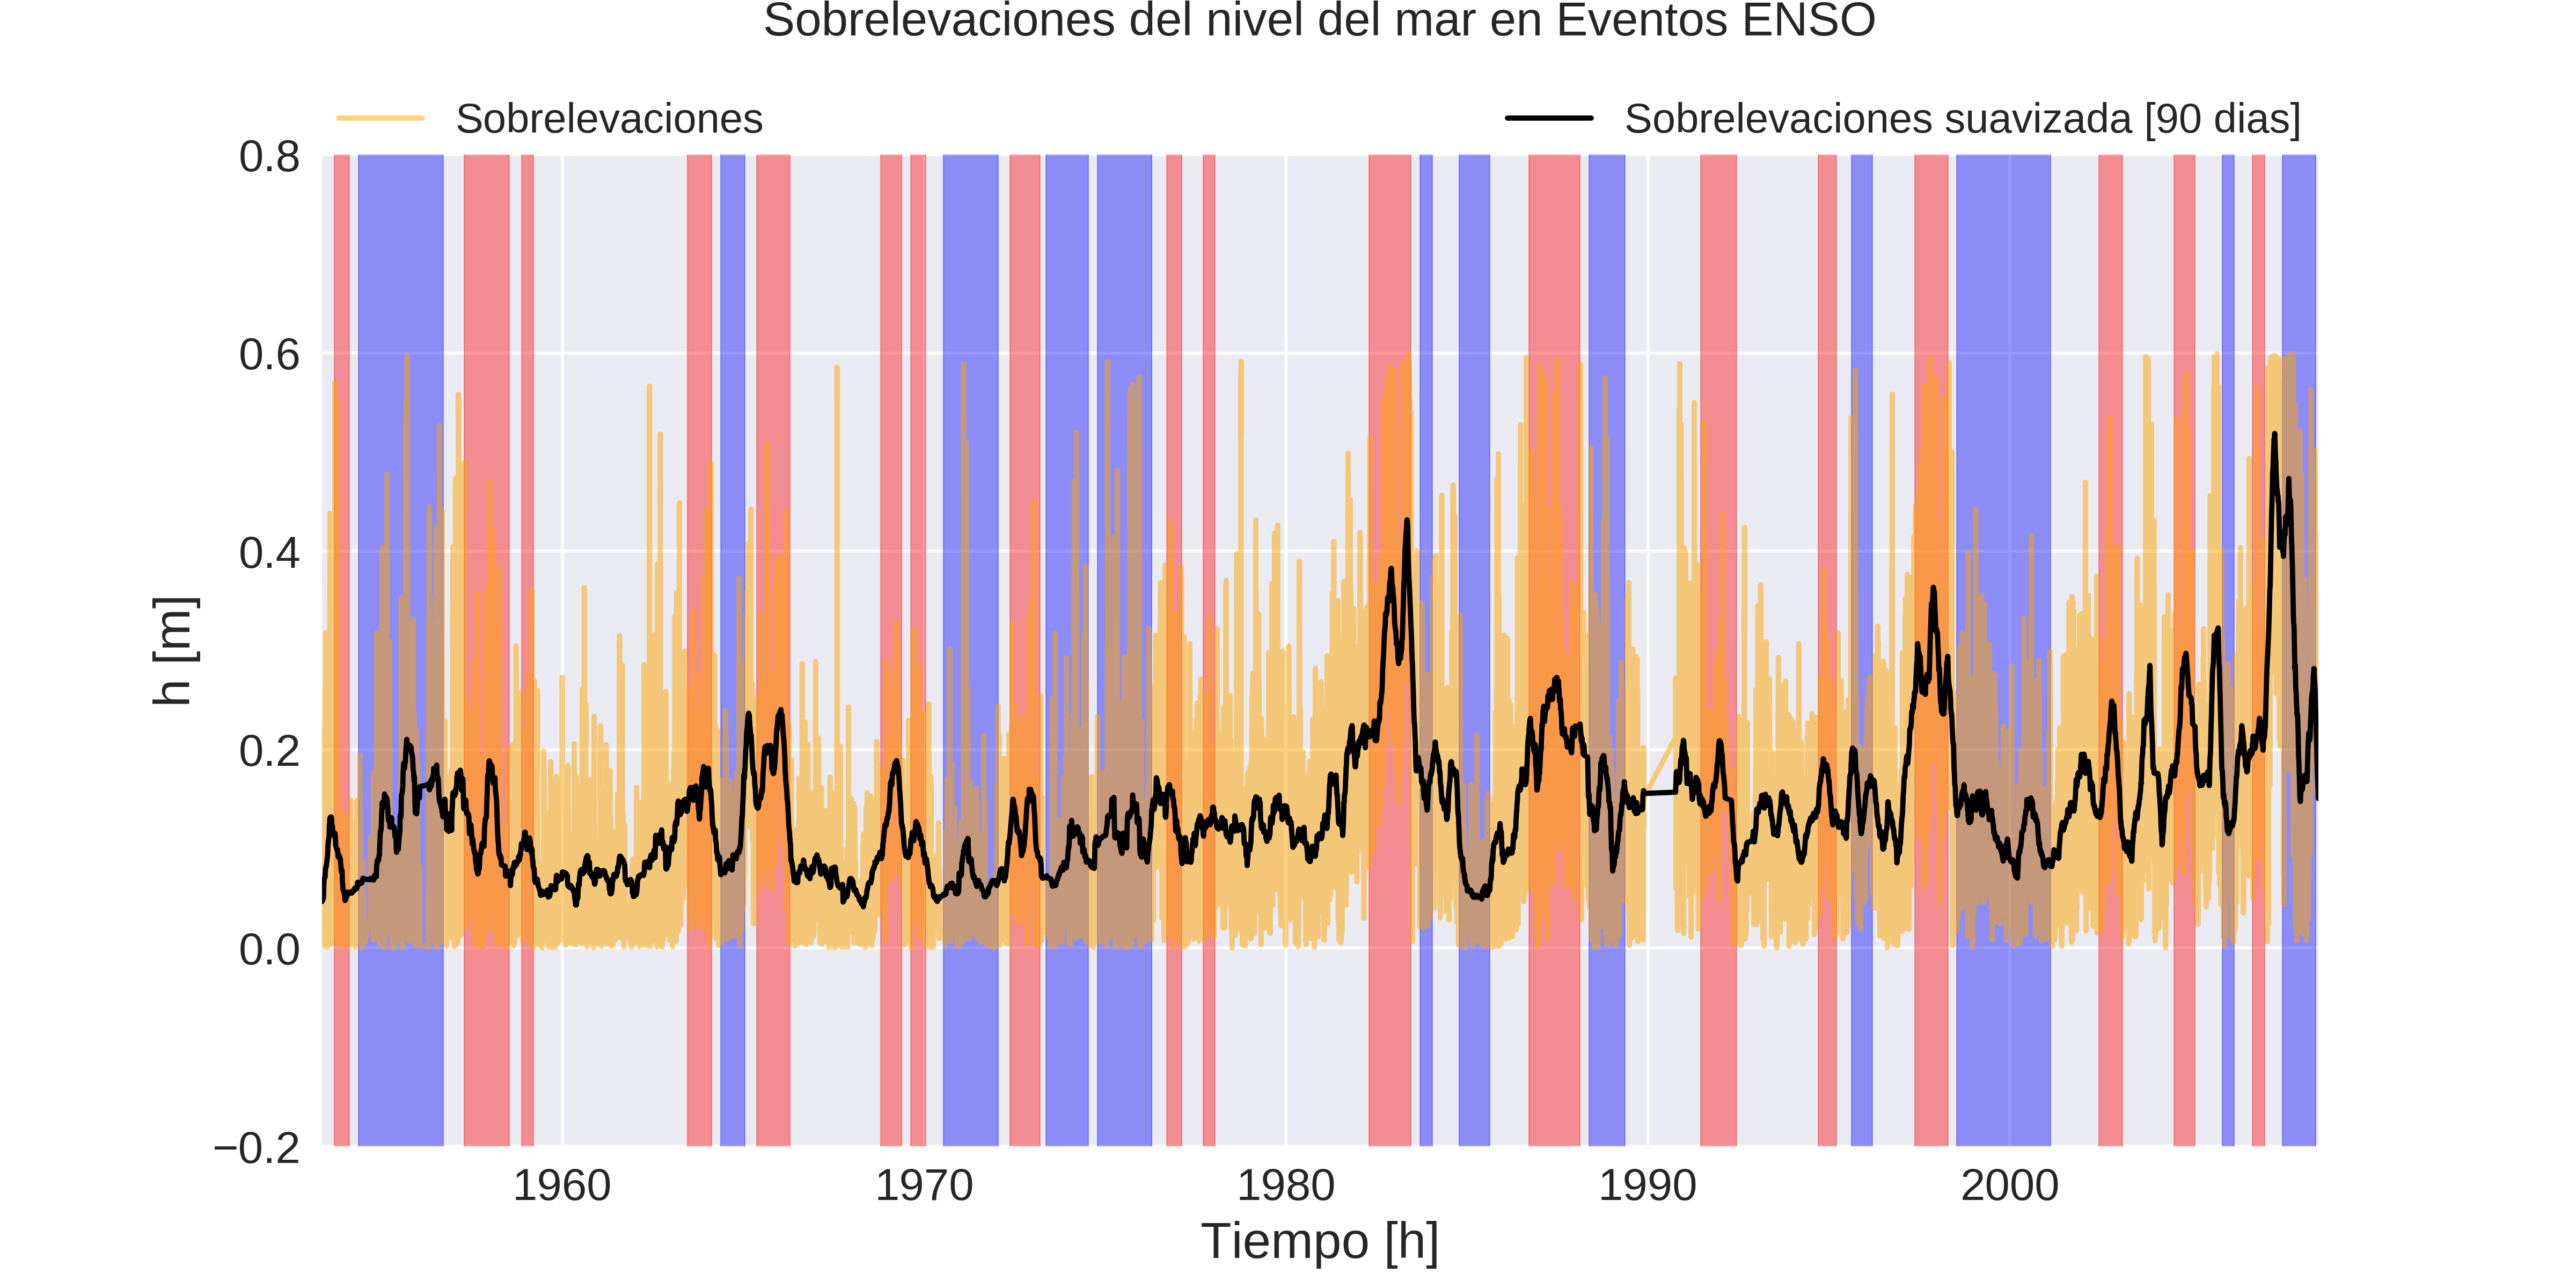 Sobrelevaciones del nivel del mar en Eventos ENSO
Sobrelevaciones
Sobrelevaciones suavizada [90 dias]
0.8
0.6
0.4
0.2
0.0
−0.2
h [m]
1960
1970
1980
1990
2000
Tiempo [h]